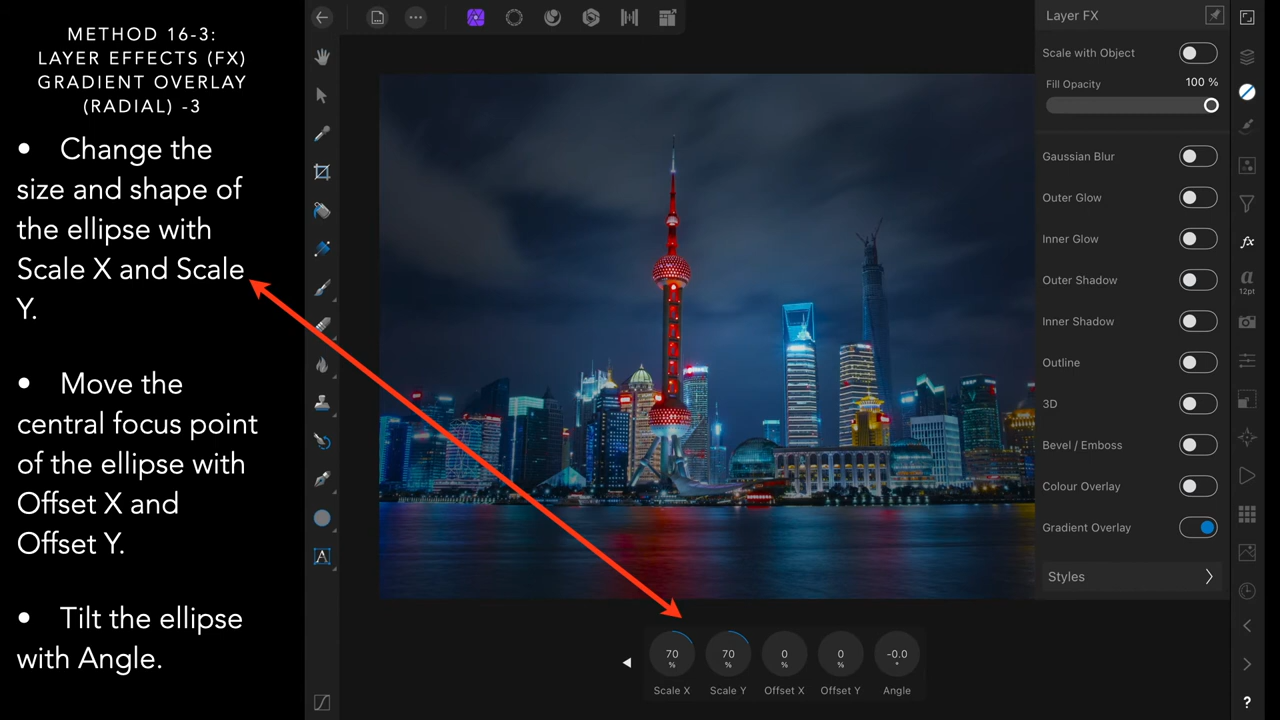 METHOD 16-3:
LAYER EFFECTS (FX)
GRADIENT OVERLAY
(RADIAL) -3
• Change the
size and shape of
the ellipse with
Scale X and Scale
Y.
• Move the
central focus point
of the ellipse with
Offset X and
Offset Y.
• Tilt the ellipse
with Angle.
A
70
%
Scale X
70
%
Scale Y
0
%
Offset X
0
%
Offset Y
-0.0
°
Angle
Layer FX
Scale with Object
Fill Opacity
100 %
Gaussian Blur
Outer Glow
Inner Glow
Outer Shadow
Inner Shadow
Outline
3D
Bevel / Emboss
Colour Overlay
Gradient Overlay
Styles
fx
a
12pt
?